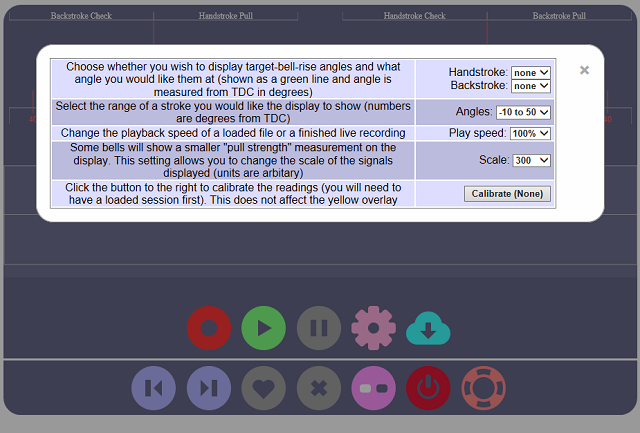 Backstroke Check Handstroke Pull Handstroke Check Backstroke Pull
Choose whether you wish to display target-bell-rise angles and what
angle you would like them at (shown as a green line and angle is
measured from TDC in degrees)
Handstroke: none
Backstroke: none
Select the range of a stroke you would like the display to show (numbers
are degrees from TDC)
Angles: -10 to 50
Change the playback speed of a loaded file or a finished live recording
Play speed: 100%
Some bells will show a smaller "pull strength" measurement on
the display. This setting allows you to change the scale of the signals
displayed (units are arbitary)
Scale: 300
Click the button to the right to calibrate the readings (you will need to
have a loaded session first). This does not affect the yellow overlay
Calibrate (None)